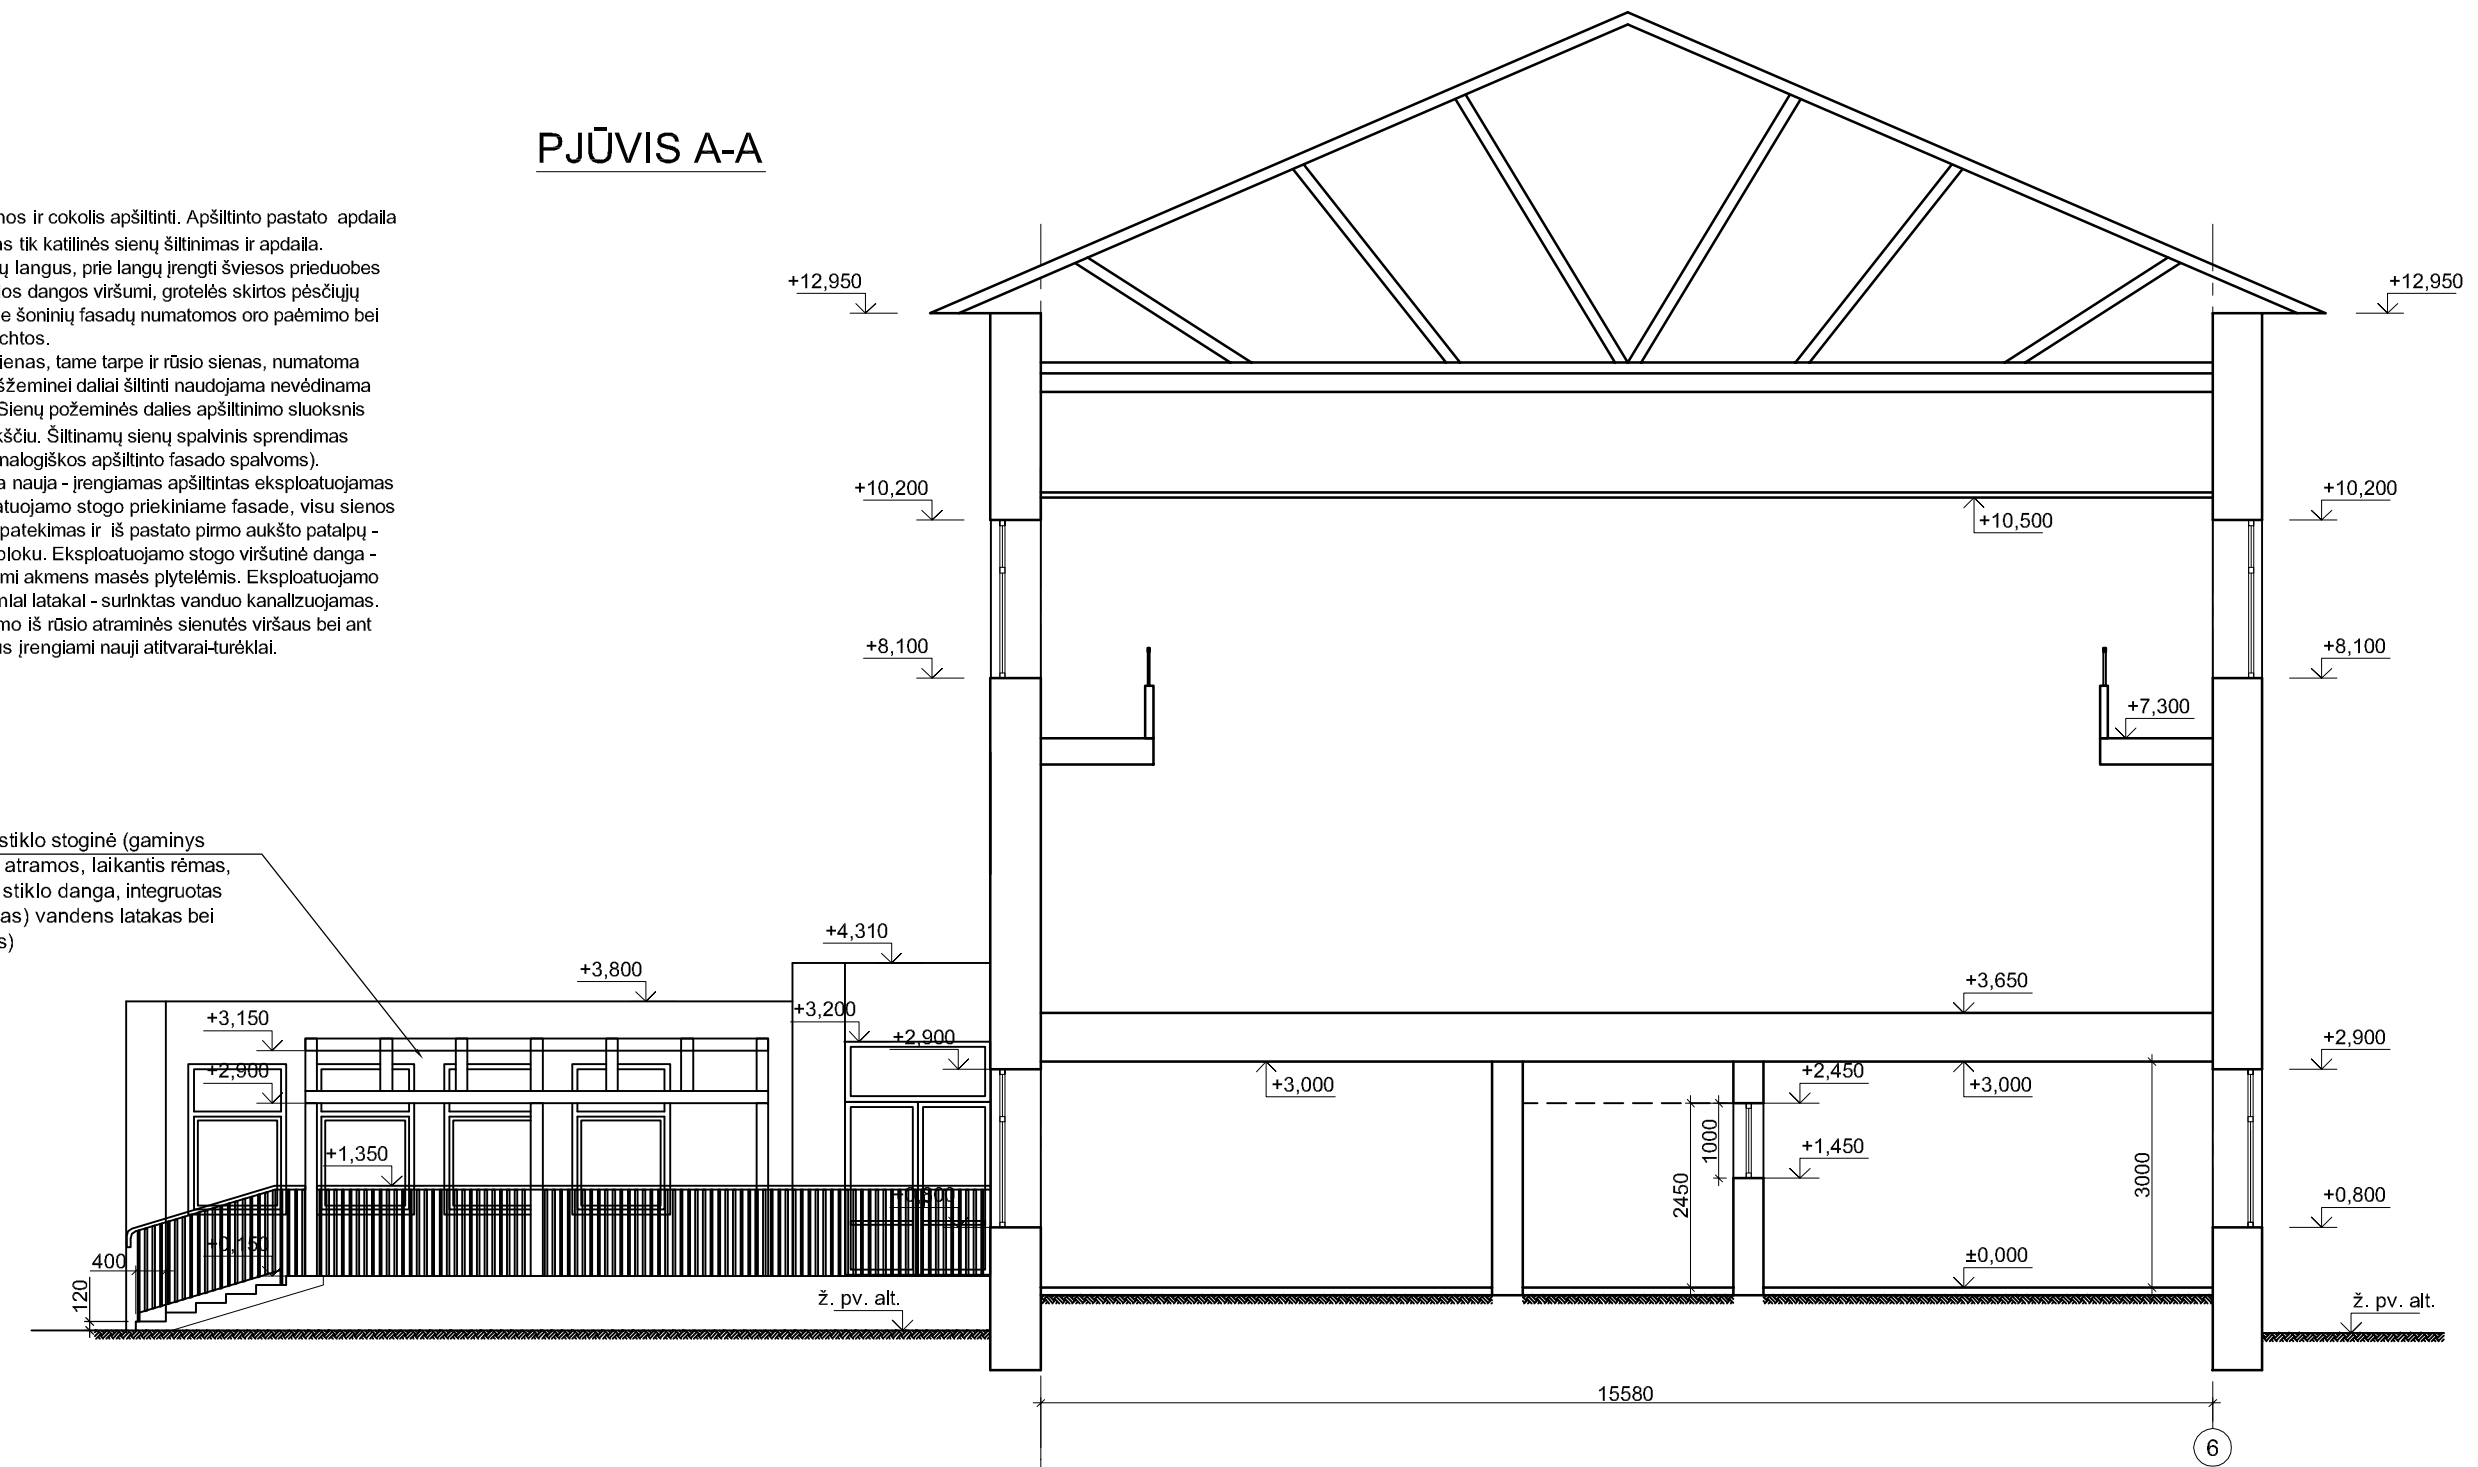 PJŪVIS A-A
nos ir cokolis apšiltinti. Apšiltinto pastato apdaila
as tik katilinės sienų šiltinimas ir apdaila.
ų langus, prie langų įrengti šviesos prieduobes
los dangos viršumi, grotelės skirtos pėsčiųjų
e šoninių fasadų numatomos oro paėmimo bei
chtos.
ienas, tame tarpe ir rūsio sienas, numatoma
šžeminei daliai šiltinti naudojama nevėdinama
Sienų požeminės dalies apšiltinimo sluoksnis
kščiu. Šiltinamų sienų spalvinis sprendimas
nalogiškos apšiltinto fasado spalvoms).
a nauja - įrengiamas apšiltintas eksploatuojamas
atuojamo stogo priekiniame fasade, visu sienos
patekimas ir iš pastato pirmo aukšto patalpų -
bloku. Eksploatuojamo stogo viršutinė danga -
mi akmens masės plytelėmis. Eksploatuojamo
miai latakai - surinktas vanduo kanalizuojamas.
mo iš rūsio atraminės sienutės viršaus bei ant
us įrengiami nauji atitvarai-turėklai.
stiklo stoginė (gaminys
atramos, laikantis rėmas,
stiklo danga, integruotas
as) vandens latakas bei
s)
+12,950
+12,950
+10,200
+10,200
+10,500
+8,100
+8,100
+7,300
+4,310
+3,800
+3,650
+3,200
+3,150
+2,900
+2,900
+2,900
+3,000
+2,450
+3,000
+1,350
1000
+1,450
2450
3000
+0,800
+0,800
+0,150
400
±0,000
120
ž. pv. alt.
ž. pv. alt.
15580
6